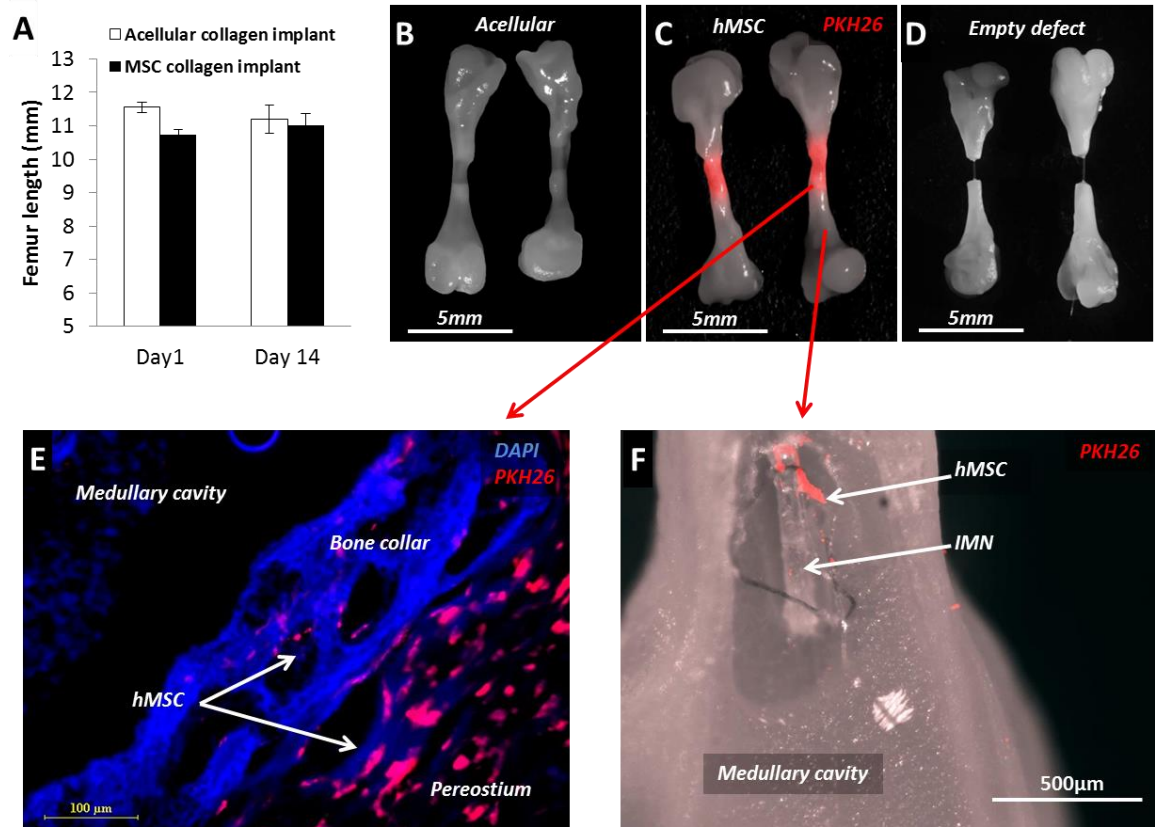 A
Acellular collagen implant
MSC collagen implant
Femur length (mm)
13
12
11
10
9
8
7
6
5
Day1
Day 14
B
Acellular
5mm
C
hMSC
PKH26
5mm
D
Empty defect
5mm
E
DAPI
PKH26
Medullary cavity
Bone collar
hMSC
Pereostium
100 µm
F
PKH26
hMSC
IMN
Medullary cavity
500µm